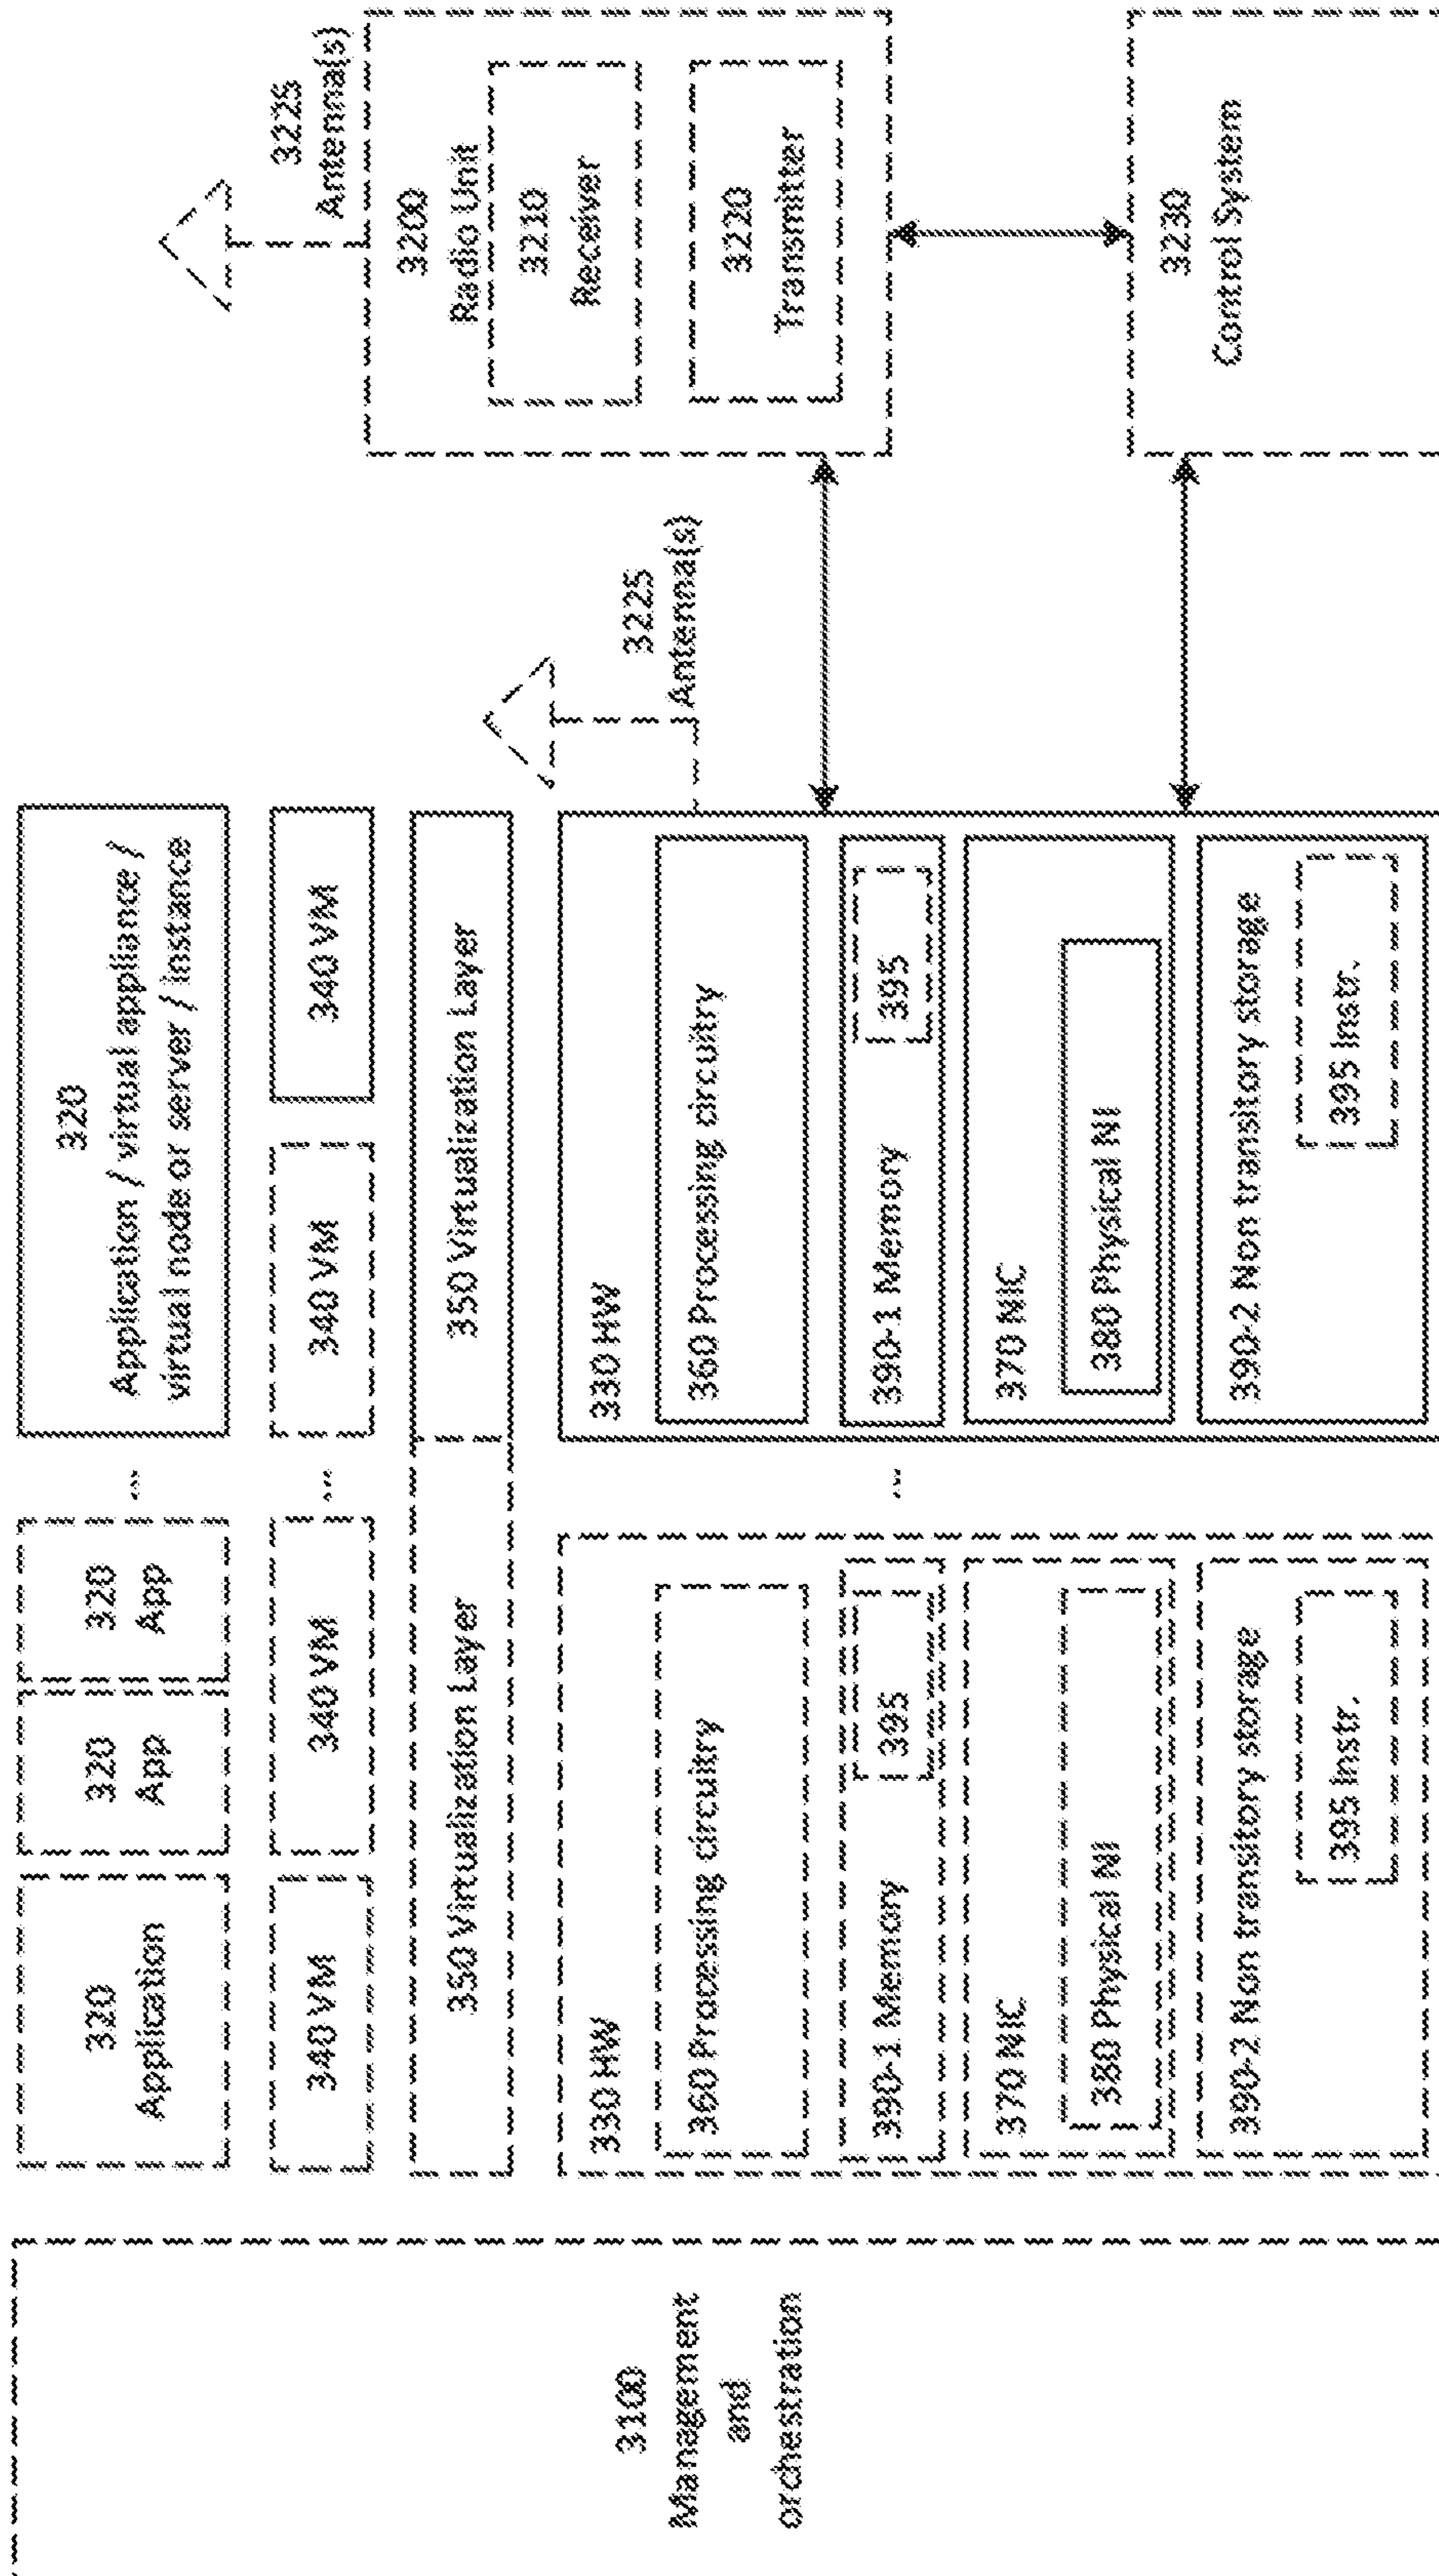 3100
Management
and
orchestration
320
Application
320
App
320
App
...
320
Application / virtual appliance /
virtual node or server / instance
340 VM
340 VM
...
340 VM
340 VM
350 Virtualization Layer
350 Virtualization Layer
330 HW
360 Processing circuitry
390-1 Memory
395
370 NIC
380 Physical NI
390-2 Non transitory storage
395 Instr.
...
330 HW
360 Processing circuitry
390-1 Memory
395
370 NIC
380 Physical NI
390-2 Non transitory storage
395 Instr.
3225
Antenna(s)
3225
Antenna(s)
3200
Radio Unit
3210
Receiver
3220
Transmitter
3230
Control System